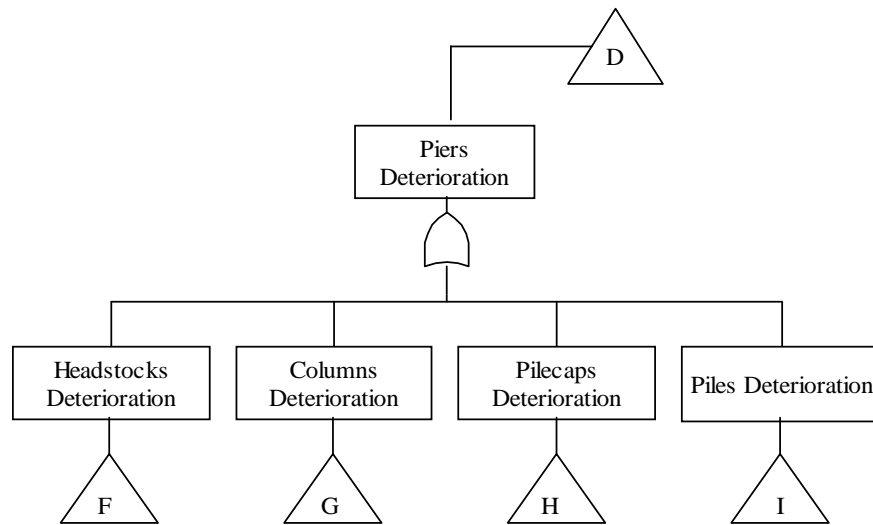 D
Piers
Deterioration
Headstocks
Deterioration
Columns
Deterioration
Pilecaps
Deterioration
Piles Deterioration
F
G
H
I